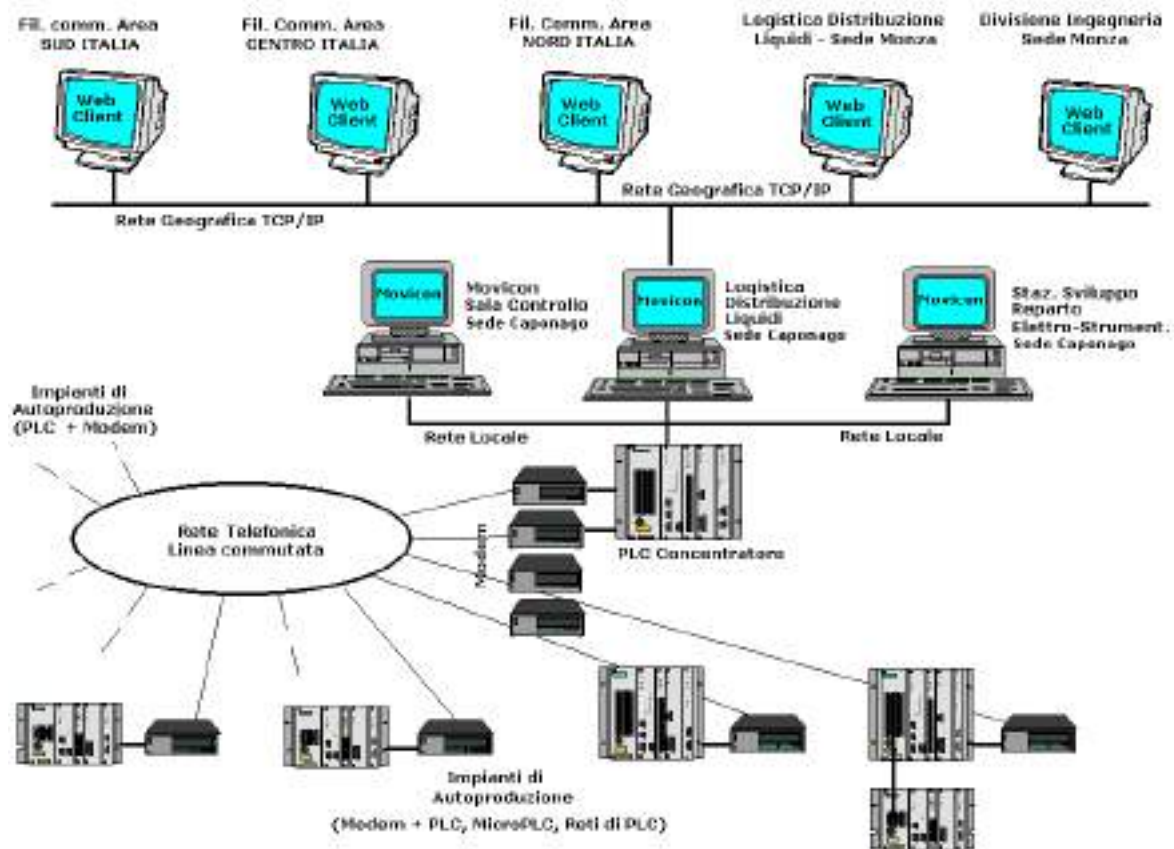 Fil. comm. Area
SUD ITALIA
Fil. Comm. Area
CENTRO ITALIA
Fil. Comm. Area
NORD ITALIA
Logistica Distribuzione
Liquidi - Sede Monza
Divisione Ingegneria
Sede Monza
Web
Client
Web
Client
Web
Client
Web
Client
Web
Client
Rete Geografica TCP/IP
Rete Geografica TCP/IP
Movicon
Movicon
Sala Controllo
Sede Caponago
Movicon
Logistica
Distribuzione
Liquidi
Sede Caponago
Movicon
Staz. Sviluppo
Reparto
Elettro-Strument.
Sede Caponago
Impianti di
Autoproduzione
(PLC + Modem)
Rete Locale
Rete Locale
Rete Telefonica
Linea commutata
Modem
PLC Concentratore
Impianti di
Autoproduzione
(Modem + PLC, MicroPLC, Reti di PLC)